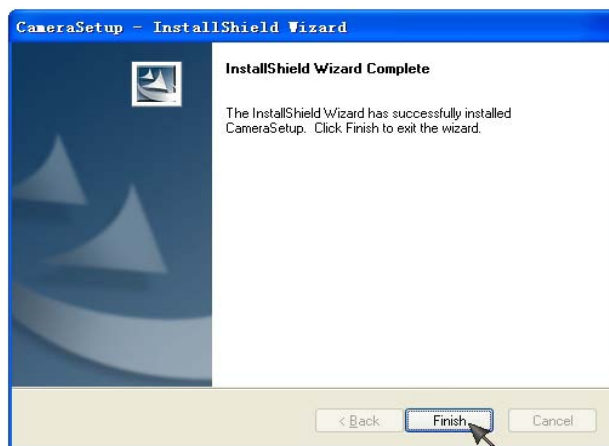 CameraSetup - InstallShield Wizard
InstallShield Wizard Complete
The InstallShield Wizard has successfully installed
CameraSetup. Click Finish to exit the wizard.
< Back
Finish
Cancel